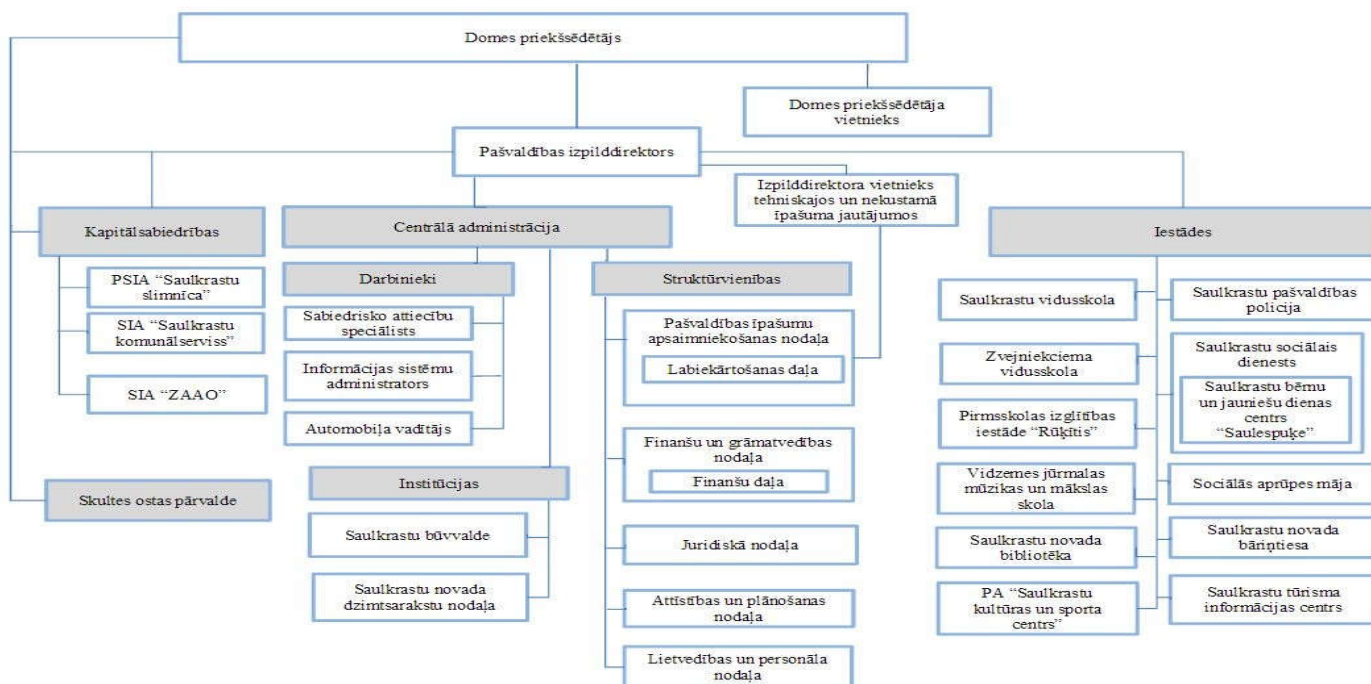 Domes priekšsēdētājs
Domes priekšsēdētāja
vietnieks
Pašvaldības izpilddirektors
Izpilddirektora vietnieks
tehniskajos un nekustamā
īpašuma jautājumos
Kapitālsabiedrības
PSIA “Saulkrastu
slimnīca”
SIA “Saulkrastu
komunālserviss”
SIA “ZAAO”
Skultes ostas pārvalde
Centrālā administrācija
Darbinieki
Sabiedrisko attiecību
speciālists
Informācijas sistēmu
administrators
Automobiļa vadītājs
Institūcijas
Saulkrastu būvvalde
Saulkrastu novada
dzimtsarakstu nodaļa
Struktūrvienības
Pašvaldības īpašumu
apsaimniekošanas nodaļa
Labiekārtošanas daļa
Finanšu un grāmatvedības
nodaļa
Finanšu daļa
Juridiskā nodaļa
Attīstības un plānošanas
nodaļa
Lietvedības un personāla
nodaļa
Iestādes
Saulkrastu vidusskola
Zvejniekciema
vidusskola
Pirmsskolas izglītības
iestāde “Rūķītis”
Vidzemes jūrmalas
mūzikas un mākslas
skola
Saulkrastu novada
bibliotēka
PA “Saulkrastu
kultūras un sporta
centrs”
Saulkrastu pašvaldības
policija
Saulkrastu sociālais
dienests
Saulkrastu bērnu
un jauniešu dienas
centrs
“Saulespuķe”
Sociālās aprūpes māja
Saulkrastu novada
bāriņtiesa
Saulkrastu tūrisma
informācijas centrs